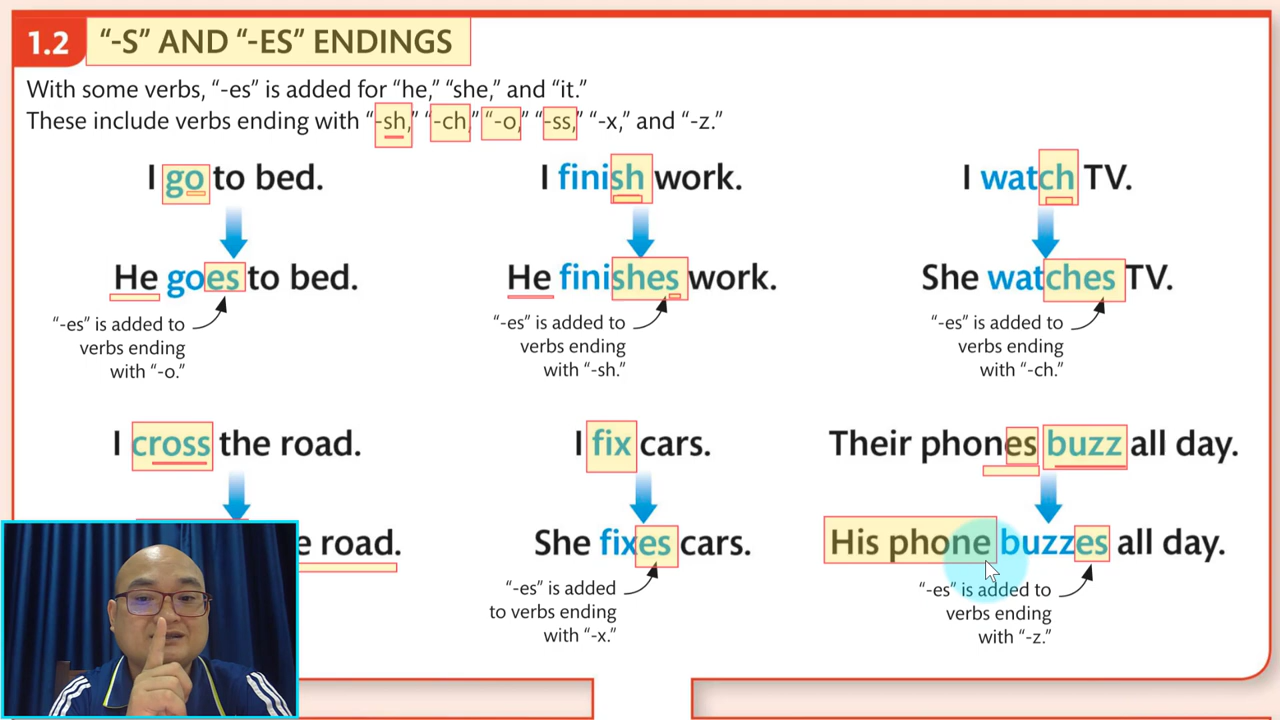 1.2 "-S" AND "-ES" ENDINGS
With some verbs, "-es" is added for "he," "she," and "it."
These include verbs ending with "-sh," "-ch," "-o," "-ss," "-x," and "-z."
I go to bed.
I finish work.
I watch TV.
He goes to bed.
He finishes work.
She watches TV.
"-es" is added to
verbs ending
with "-o."
"-es" is added to
verbs ending
with "-sh."
"-es" is added to
verbs ending
with "-ch."
I cross the road.
I fix cars.
Their phones buzz all day.
e road.
She fixes cars.
His phone buzzes all day.
"-es" is added
to verbs ending
with "-x."
"-es" is added to
verbs ending
with "-z."